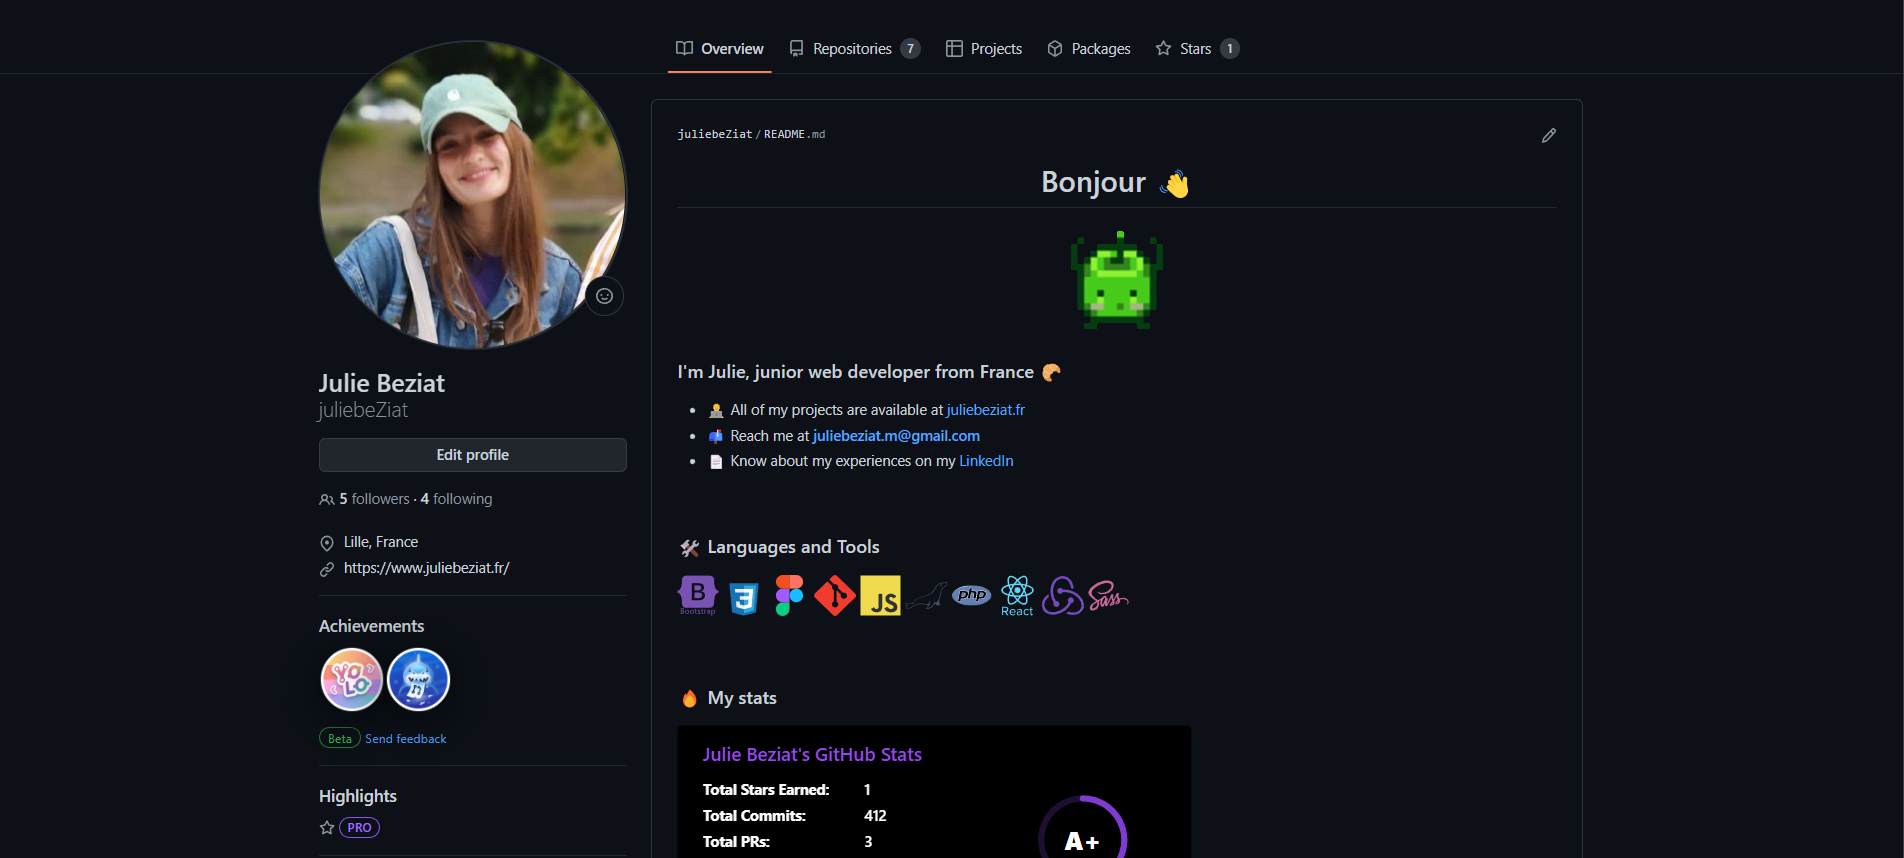 Overview Repositories 7 Projects Packages Stars 1
Julie Beziat
juliebeZiat
Edit profile
5 followers · 4 following
Lille, France
https://www.juliebeziat.fr/
Achievements
YOLO
Beta Send feedback
Highlights
PRO
juliebeZiat / README.md
Bonjour 👋
I'm Julie, junior web developer from France 🥐
All of my projects are available at juliebeziat.fr
Reach me at juliebeziat.m@gmail.com
Know about my experiences on my LinkedIn
Languages and Tools
B
Bootstrap
3
JS
php
React
Sass
My stats
Julie Beziat's GitHub Stats
Total Stars Earned: 1
Total Commits: 412
Total PRs: 3
A+